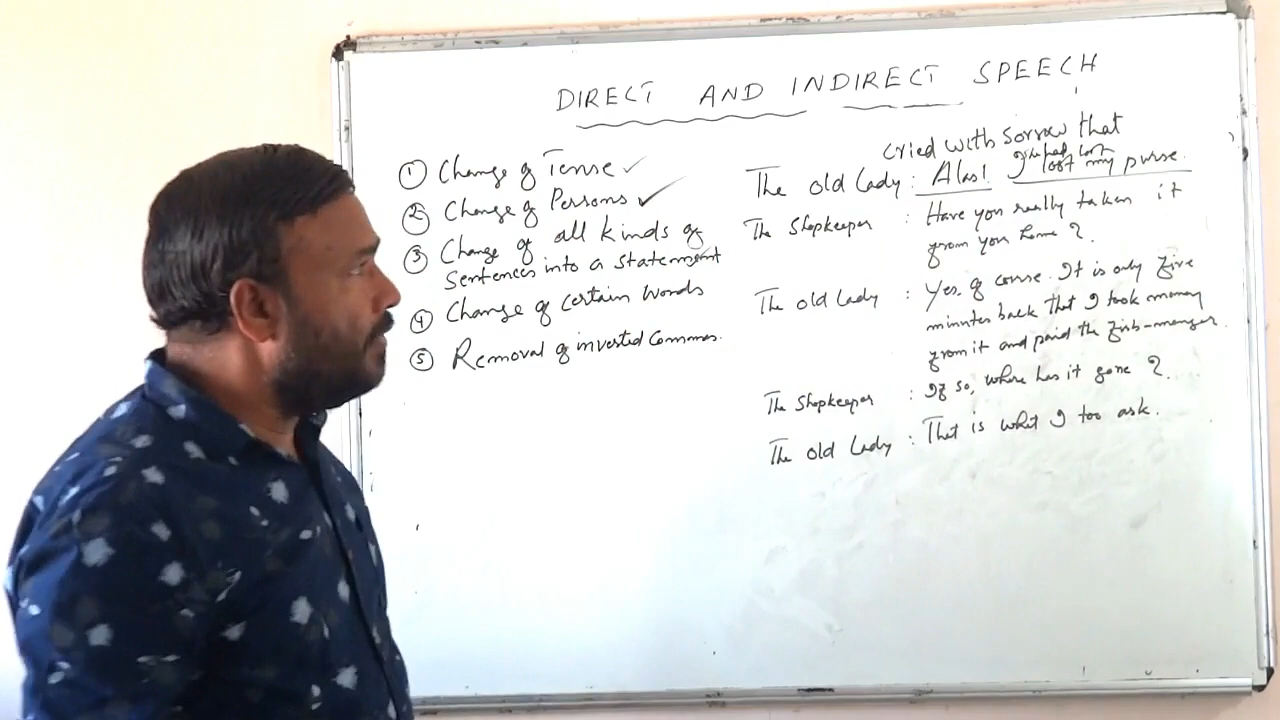 DIRECT AND INDIRECT SPEECH
① Change of Tense ✓
② Change of Persons ✓
③ Change of all kinds of
Sentences into a statement
④ Change of certain words
⑤ Removal of inverted Commas.
cried with sorrow that
The old Lady : Alas! I lost my purse.
The Shopkeeper : Have you really taken it
from your home ?
The old Lady : Yes. of course. It is only five
minutes back that I took money
from it and paid the fish-monger.
The Shopkeeper : If so, where has it gone ?
The old Lady : That is what I too ask.